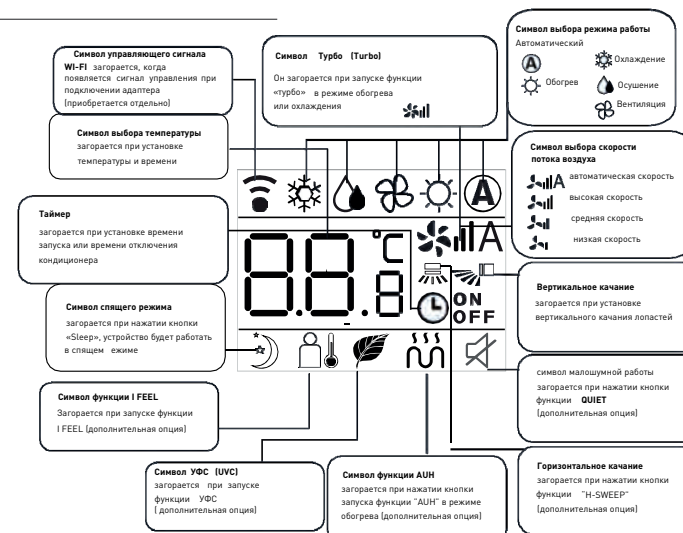 Символ управляющего сигнала
WI-FI загорается, когда
появляется сигнал управления при
подключении адаптера
(приобретается отдельно)
Символ Турбо (Turbo)
Он загорается при запуске функции
«турбо» в режиме обогрева
или охлаждения
Символ выбора режима работы
Автоматический
A
Охлаждение
Обогрев
Осушение
Вентиляция
Символ выбора температуры
загорается при установке
температуры и времени
Символ выбора скорости
потока воздуха
A автоматическая скорость
высокая скорость
средняя скорость
низкая скорость
Таймер
загорается при установке времени
запуска или времени отключения
кондиционера
A
88.8 °C
A
ON
OFF
Вертикальное качание
загорается при установке
вертикального качания лопастей
Символ спящего режима
загорается при нажатии кнопки
«Sleep», устройство будет работать
в спящем ежиме
символ малошумной работы
загорается при нажатии кнопки
функции QUIET
(дополнительная опция)
Символ функции I FEEL
Загорается при запуске функции
I FEEL (дополнительная опция)
Символ УФС (UVC)
загорается при запуске
функции УФС
( дополнительная опция)
Символ функции AUH
загорается при нажатии кнопки
запуска функции "AUH" в режиме
обогрева (дополнительная опция)
Горизонтальное качание
загорается при нажатии кнопки
функции "H-SWEEP"
(дополнительная опция)